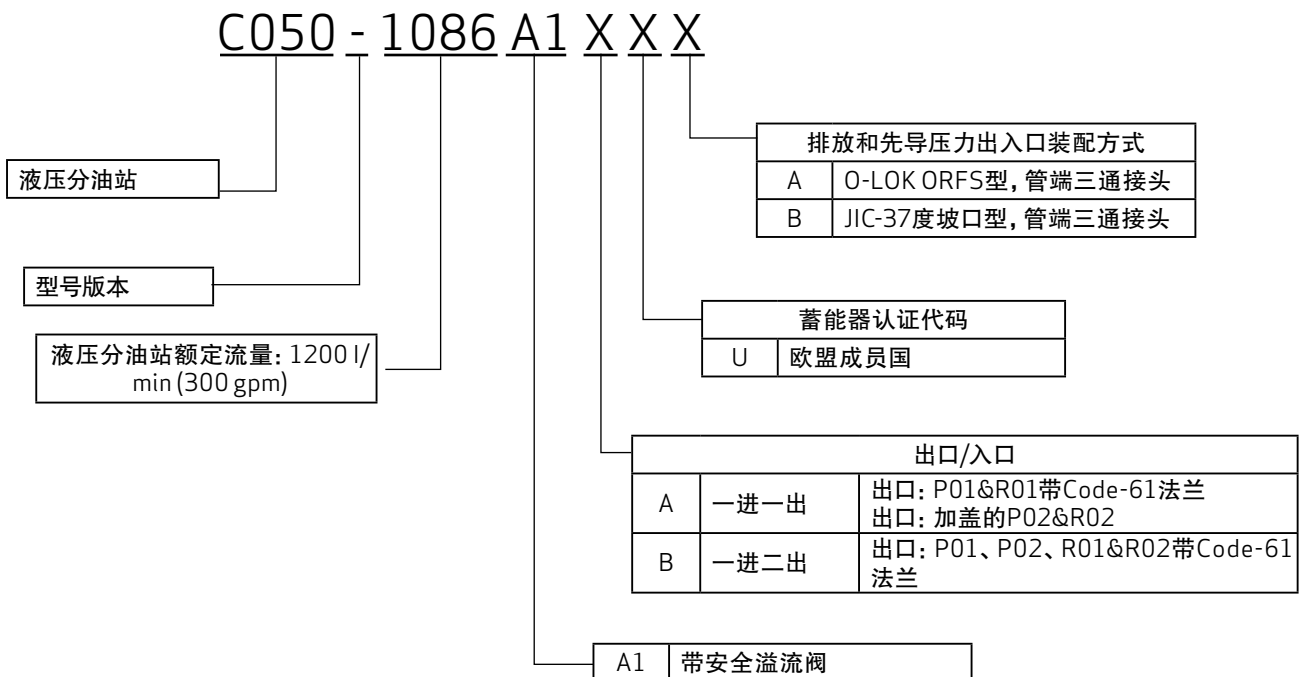 C050 - 1086 A1 X X X
排放和先导压力出入口装配方式
A O-LOK ORFS型，管端三通接头
B JIC-37度坡口型，管端三通接头
液压分油站
型号版本
蓄能器认证代码
U 欧盟成员国
液压分油站额定流量: 1200 l/
min (300 gpm)
出口/入口
A 一进一出 出口: P01&R01带Code-61法兰
出口: 加盖的P02&R02
B 一进二出 出口: P01、P02、R01&R02带Code-61
法兰
A1 带安全溢流阀